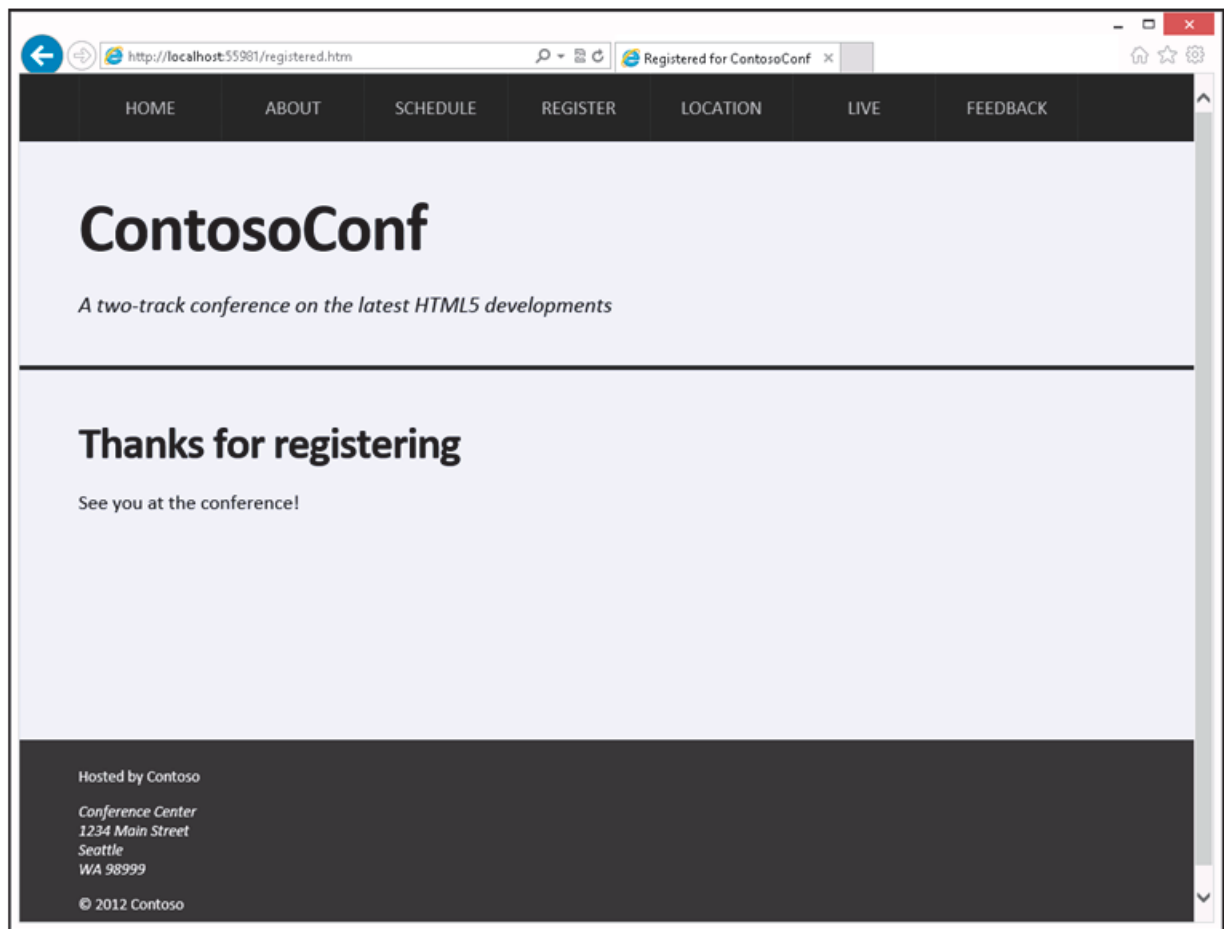 http://localhost:55981/registered.htm
Registered for ContosoConf
HOME ABOUT SCHEDULE REGISTER LOCATION LIVE FEEDBACK
ContosoConf
A two-track conference on the latest HTML5 developments
Thanks for registering
See you at the conference!
Hosted by Contoso
Conference Center
1234 Main Street
Seattle
WA 98999
© 2012 Contoso